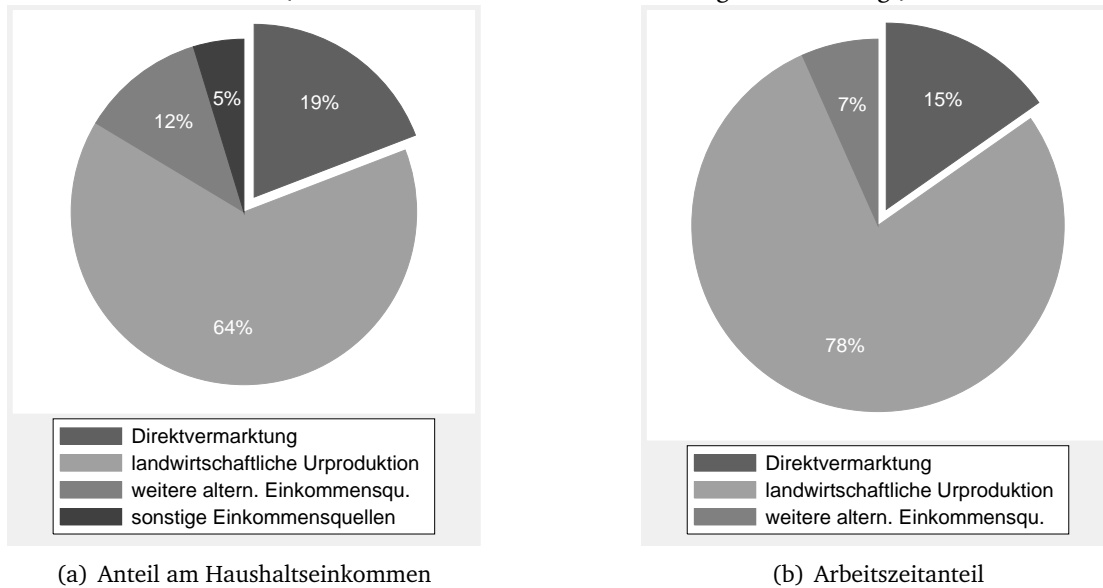 5%
19%
12%
64%
Direktvermarktung
landwirtschaftliche Urproduktion
weitere altern. Einkommensqu.
sonstige Einkommensquellen
(a) Anteil am Haushaltseinkommen
7%
15%
78%
Direktvermarktung
landwirtschaftliche Urproduktion
weitere altern. Einkommensqu.
(b) Arbeitszeitanteil